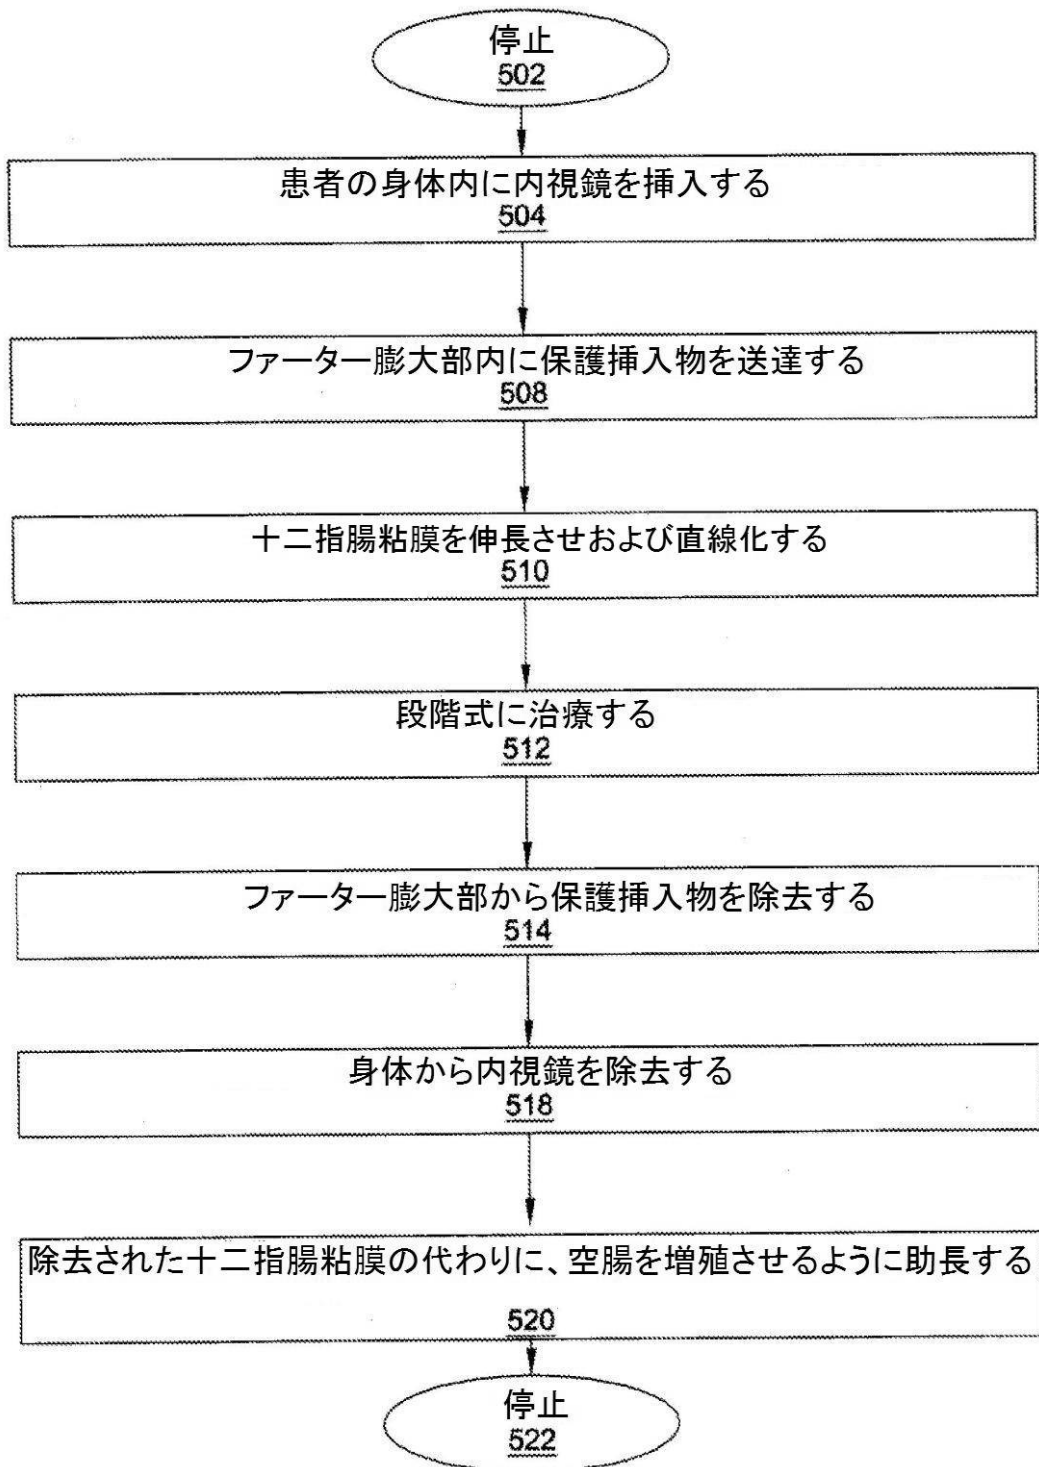 停止
502
患者の身体内に内視鏡を挿入する
504
ファーター膨大部内に保護挿入物を送達する
508
十二指腸粘膜を伸長させおよび直線化する
510
段階式に治療する
512
ファーター膨大部から保護挿入物を除去する
514
身体から内視鏡を除去する
518
除去された十二指腸粘膜の代わりに、空腸を増殖させるように助長する
520
停止
522